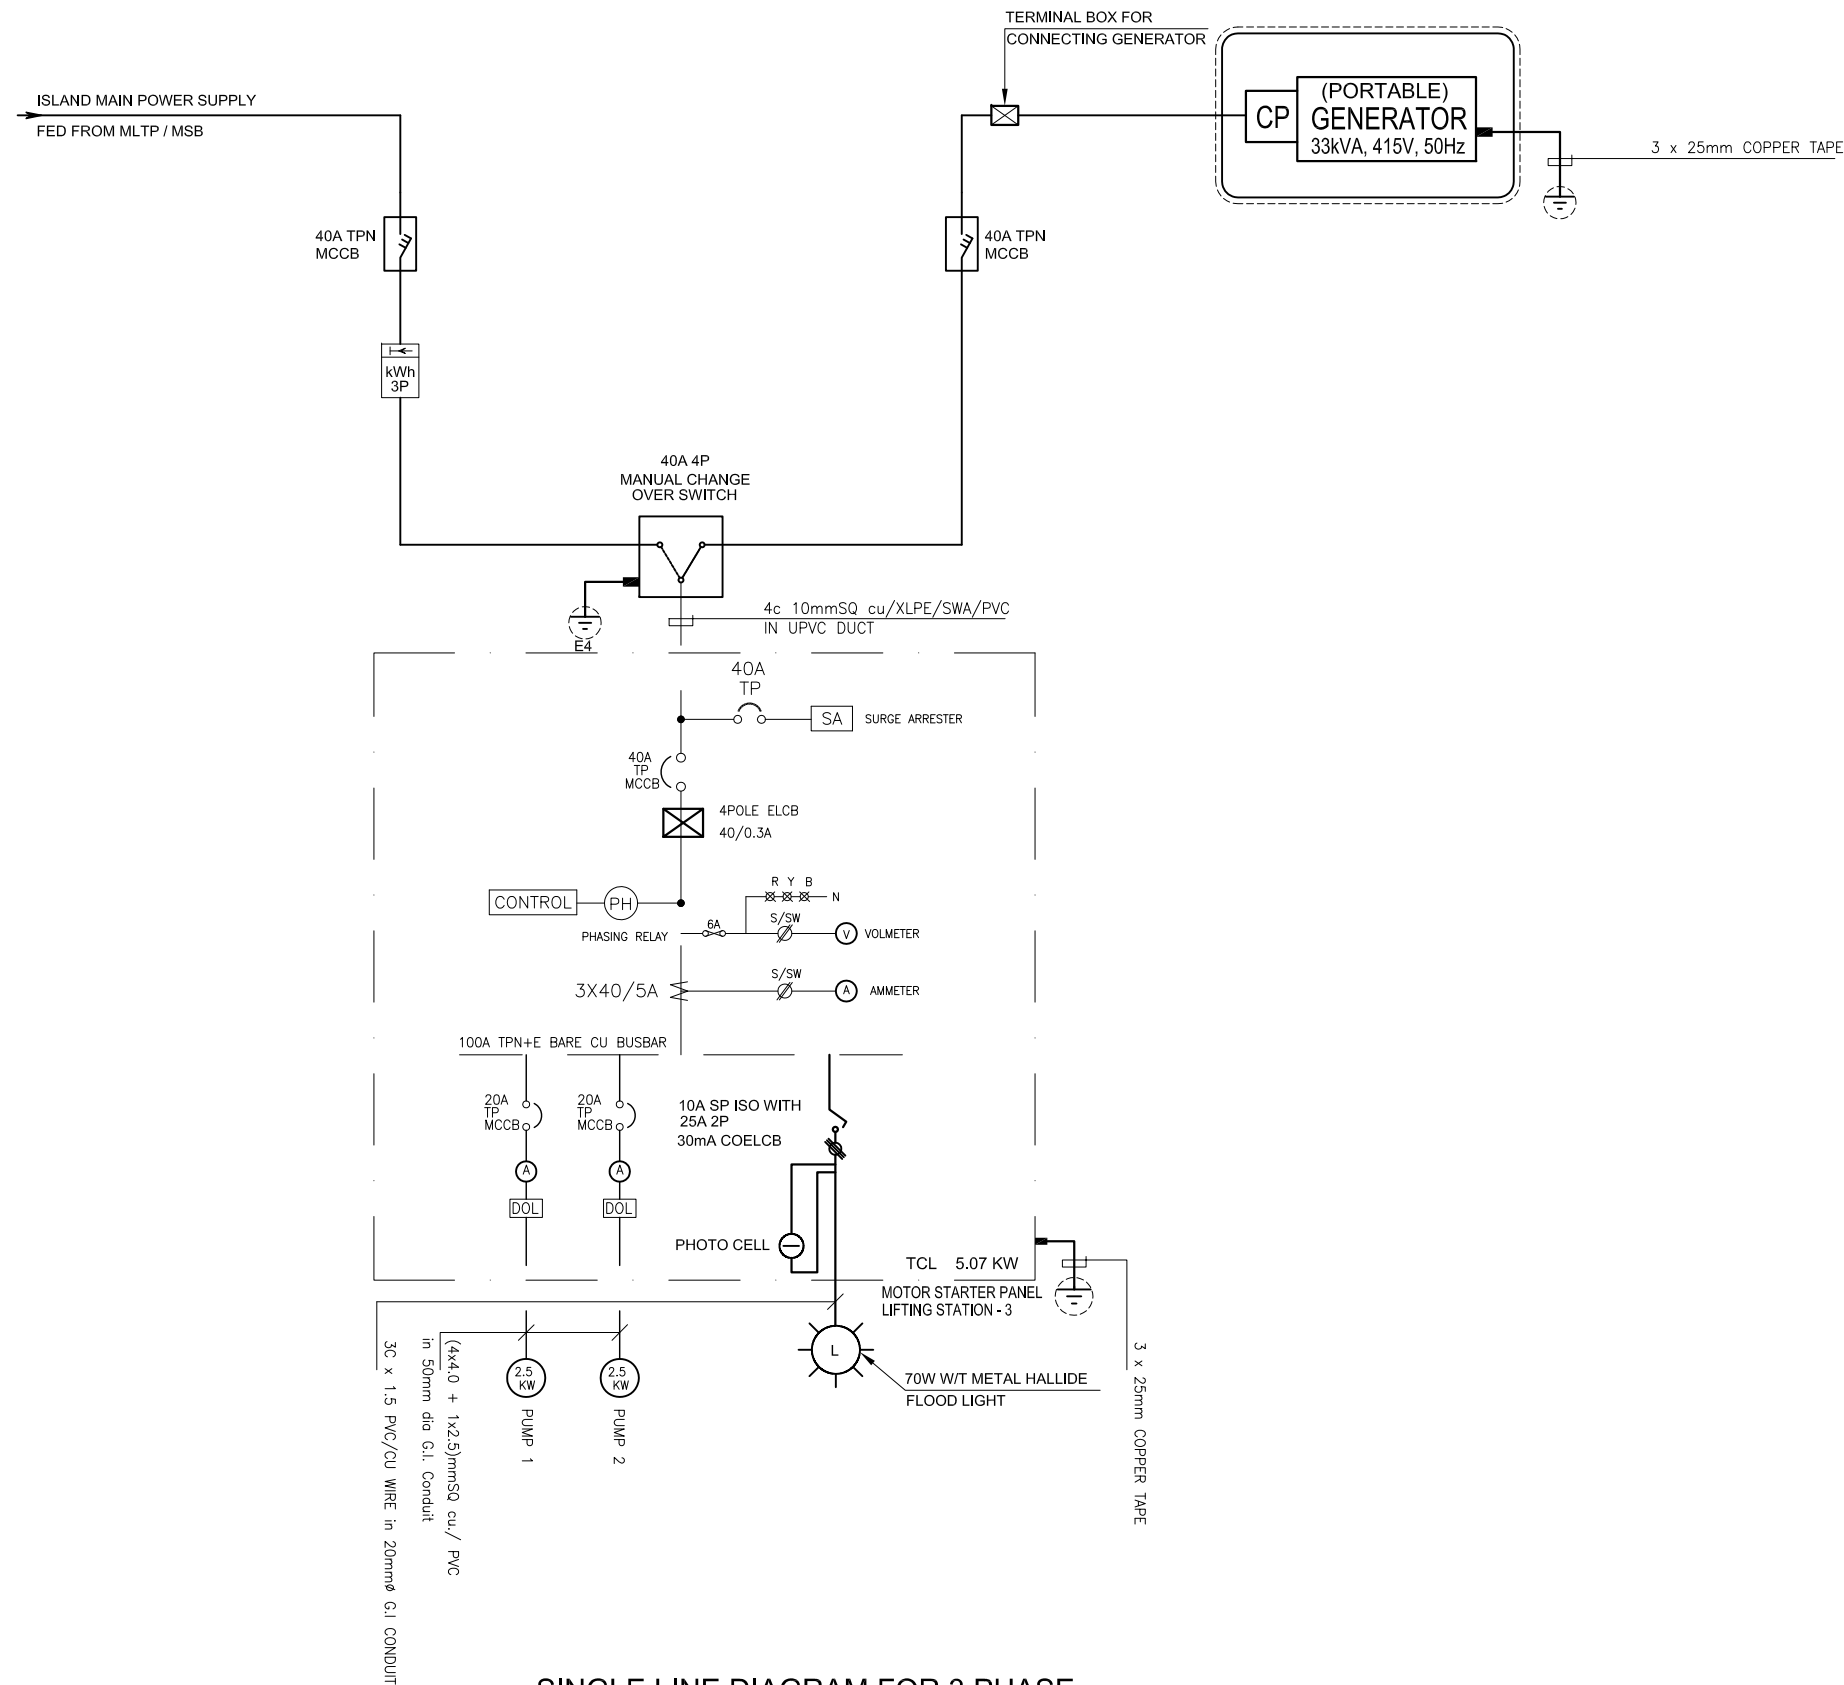 TERMINAL BOX FOR
CONNECTING GENERATOR
ISLAND MAIN POWER SUPPLY
FED FROM MLTP / MSB
CP
(PORTABLE)
GENERATOR
33kVA, 415V, 50Hz
3 x 25mm COPPER TAPE
40A TPN
MCCB
40A TPN
MCCB
kWh
3P
40A 4P
MANUAL CHANGE
OVER SWITCH
4c 10mmSQ cu/XLPE/SWA/PVC
IN UPVC DUCT
E4
40A
TP
SA
SURGE ARRESTER
40A
TP
MCCB
4POLE ELCB
40/0.3A
R Y B
N
CONTROL
PH
PHASING RELAY
6A
S/SW
V
VOLMETER
3X40/5A
S/SW
A
AMMETER
100A TPN+E BARE CU BUSBAR
20A
TP
MCCB
20A
TP
MCCB
10A SP ISO WITH
25A 2P
30mA COELCB
A
A
DOL
DOL
PHOTO CELL
TCL 5.07 KW
MOTOR STARTER PANEL
LIFTING STATION - 3
L
70W W/T METAL HALLIDE
FLOOD LIGHT
2.5
KW
2.5
KW
PUMP 1
PUMP 2
(4x4.0 + 1x2.5)mmSQ cu./ PVC
in 50mm dia G.I. Conduit
3C x 1.5 PVC/CU WIRE in 20mmø G.I CONDUIT
3 x 25mm COPPER TAPE
SINGLE LINE DIAGRAM FOR 3 PHASE